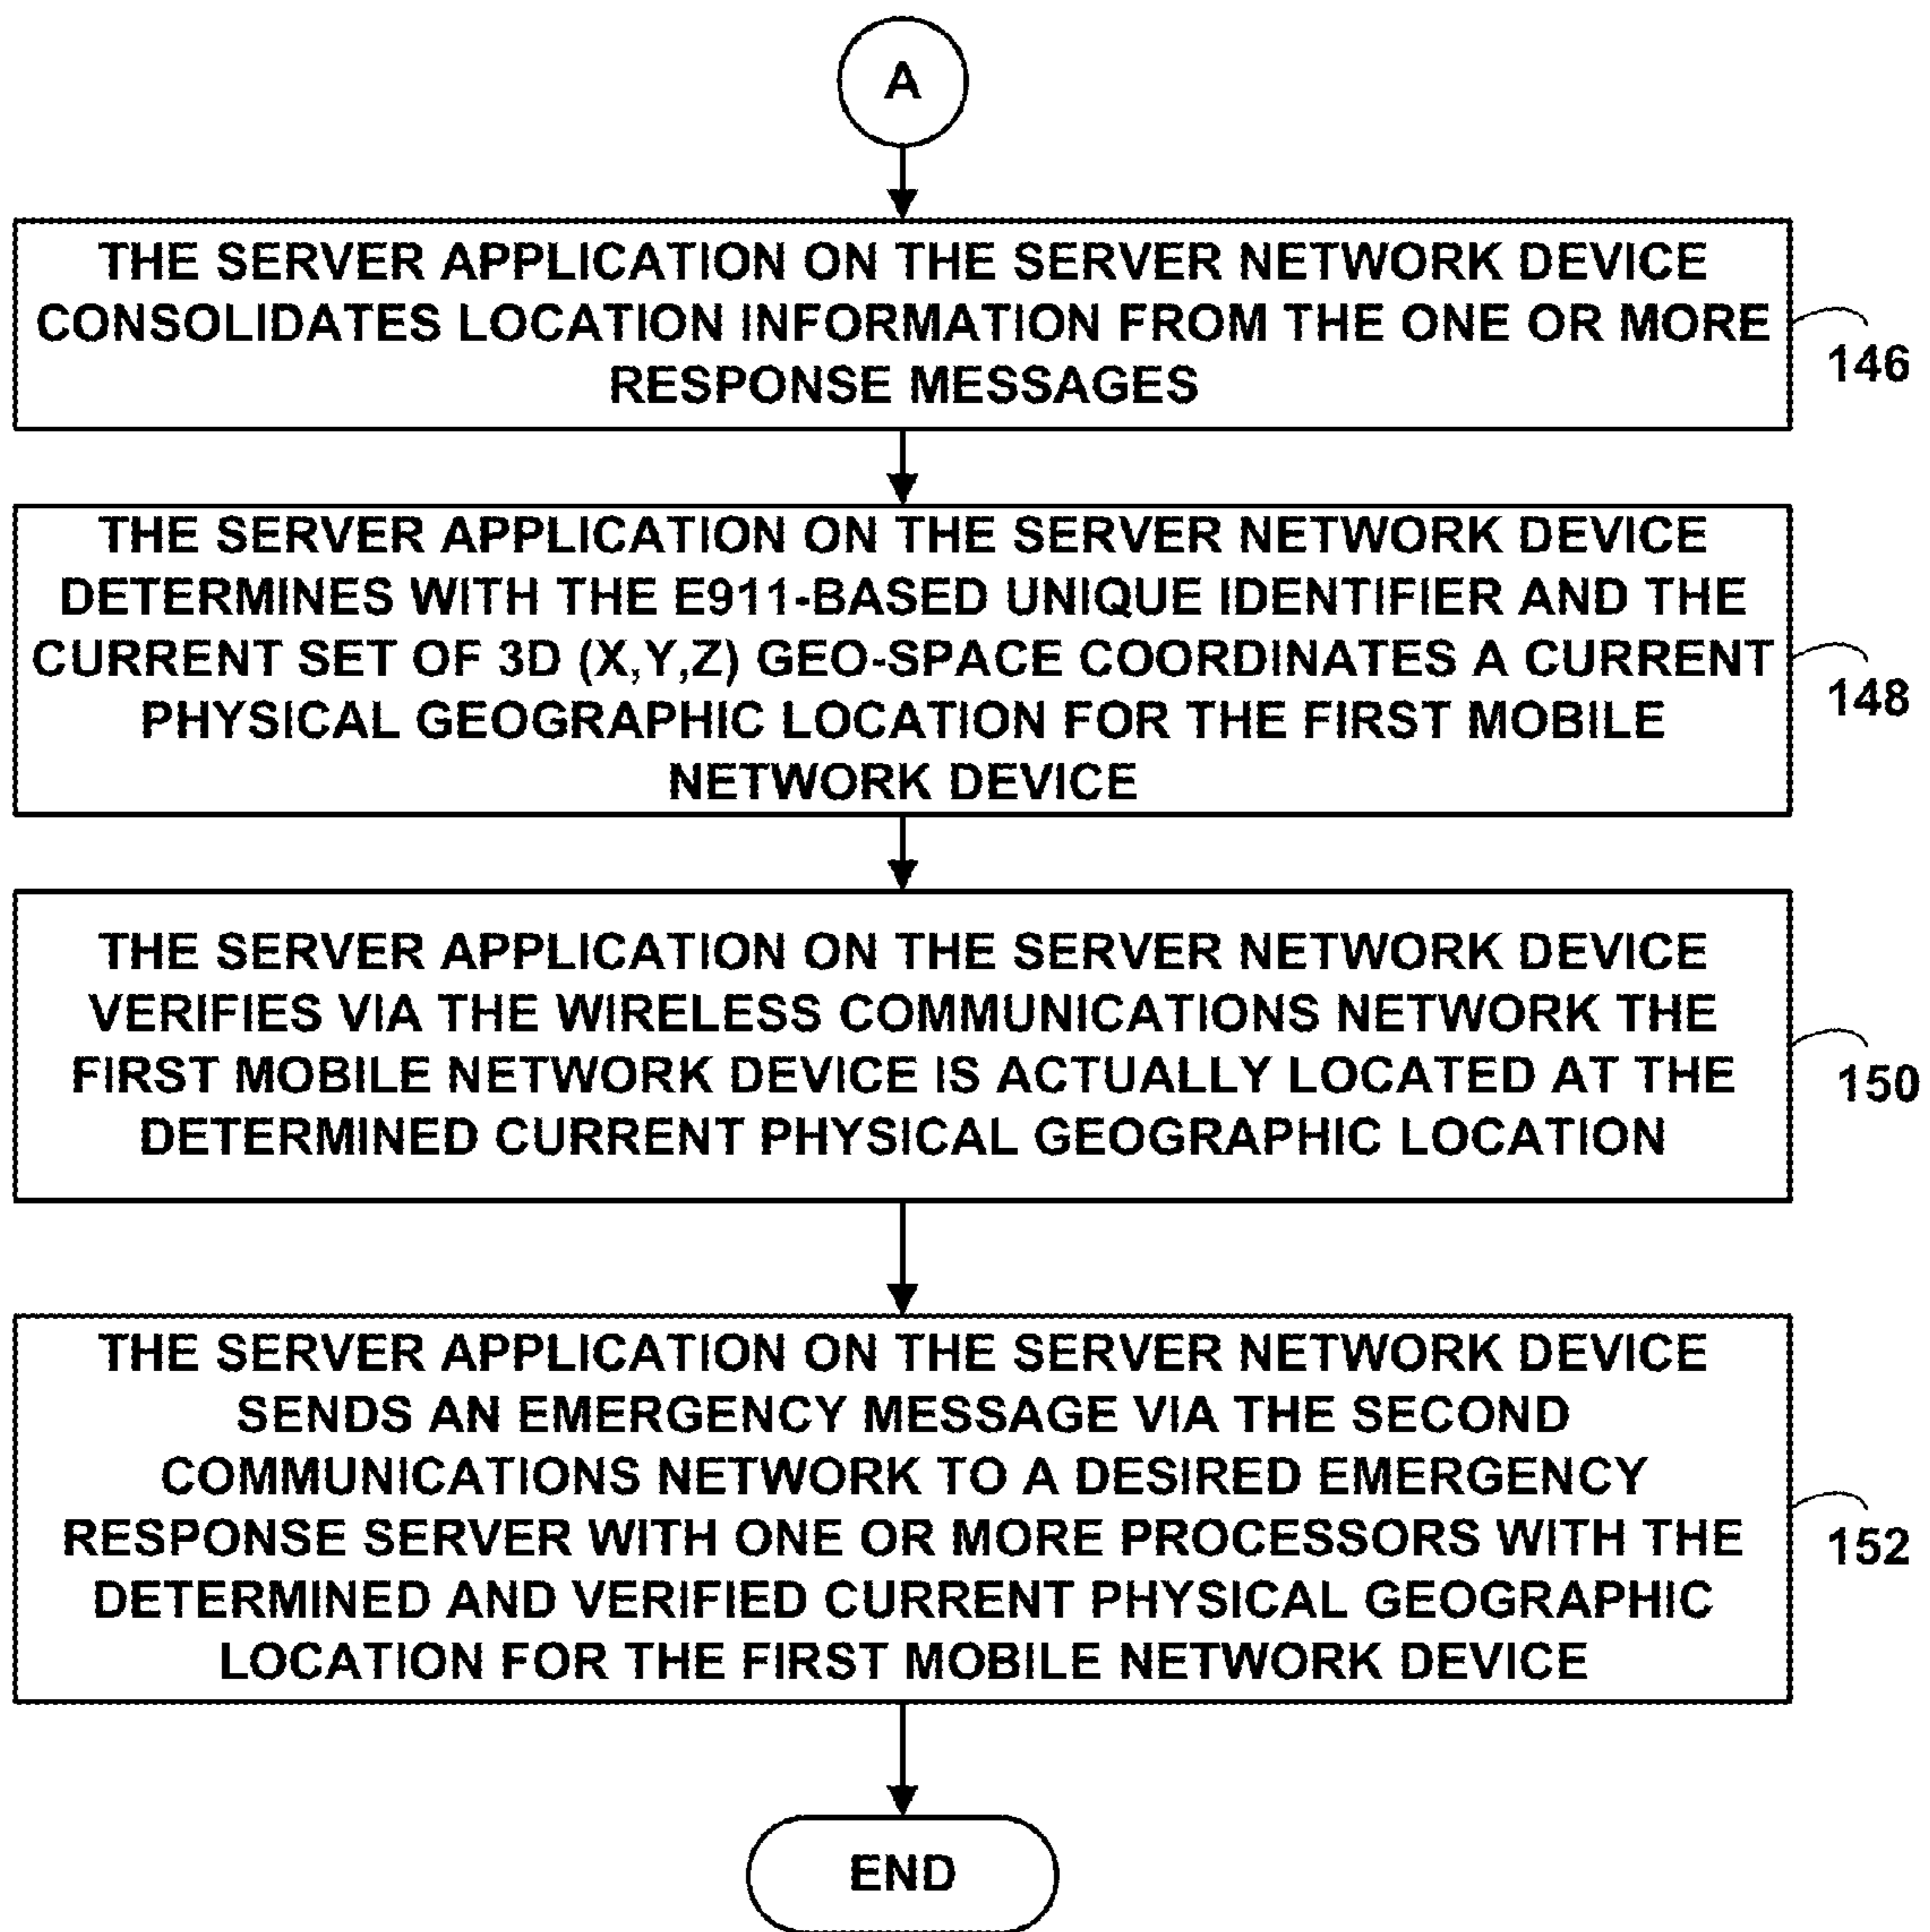 A
THE SERVER APPLICATION ON THE SERVER NETWORK DEVICE
CONSOLIDATES LOCATION INFORMATION FROM THE ONE OR MORE
RESPONSE MESSAGES
146
THE SERVER APPLICATION ON THE SERVER NETWORK DEVICE
DETERMINES WITH THE E911-BASED UNIQUE IDENTIFIER AND THE
CURRENT SET OF 3D (X,Y,Z) GEO-SPACE COORDINATES A CURRENT
PHYSICAL GEOGRAPHIC LOCATION FOR THE FIRST MOBILE
NETWORK DEVICE
148
THE SERVER APPLICATION ON THE SERVER NETWORK DEVICE
VERIFIES VIA THE WIRELESS COMMUNICATIONS NETWORK THE
FIRST MOBILE NETWORK DEVICE IS ACTUALLY LOCATED AT THE
DETERMINED CURRENT PHYSICAL GEOGRAPHIC LOCATION
150
THE SERVER APPLICATION ON THE SERVER NETWORK DEVICE
SENDS AN EMERGENCY MESSAGE VIA THE SECOND
COMMUNICATIONS NETWORK TO A DESIRED EMERGENCY
RESPONSE SERVER WITH ONE OR MORE PROCESSORS WITH THE
DETERMINED AND VERIFIED CURRENT PHYSICAL GEOGRAPHIC
LOCATION FOR THE FIRST MOBILE NETWORK DEVICE
152
END